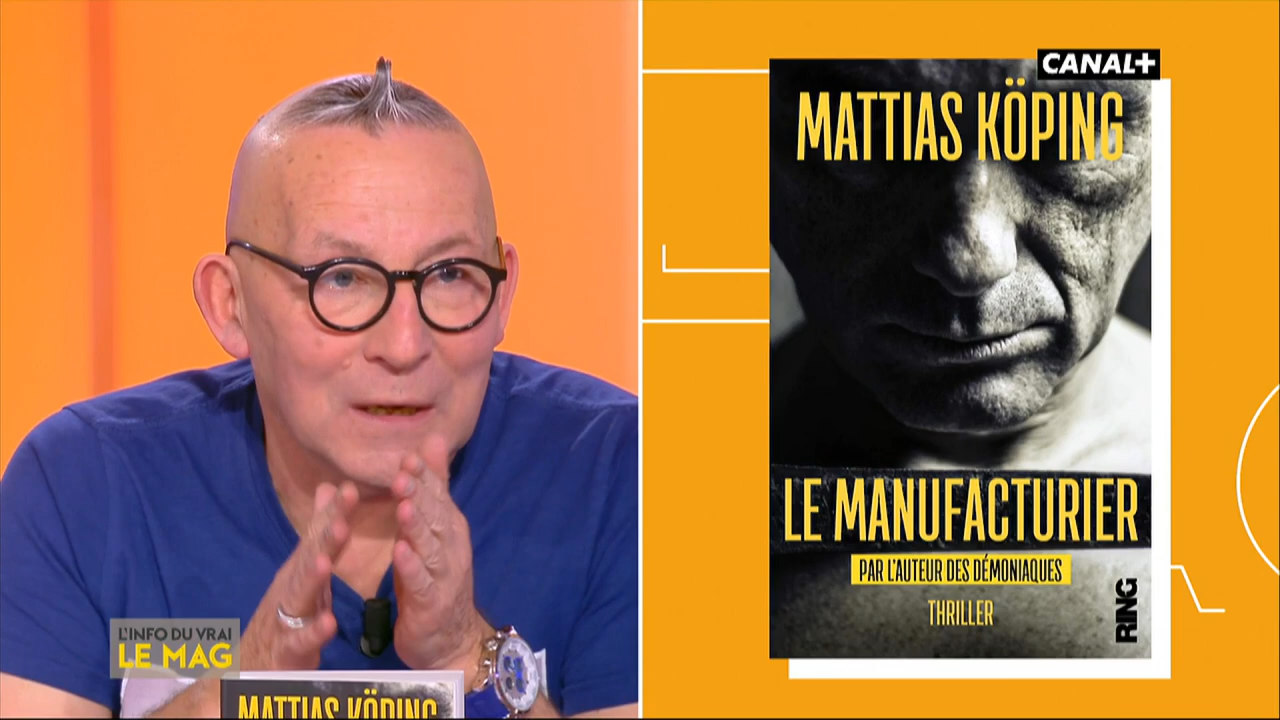 L'INFO DU VRAI
LE MAG
MATTIAS KÖPING
CANAL+
MATTIAS KÖPING
LE MANUFACTURIER
PAR L'AUTEUR DES DÉMONIAQUES
THRILLER
RING